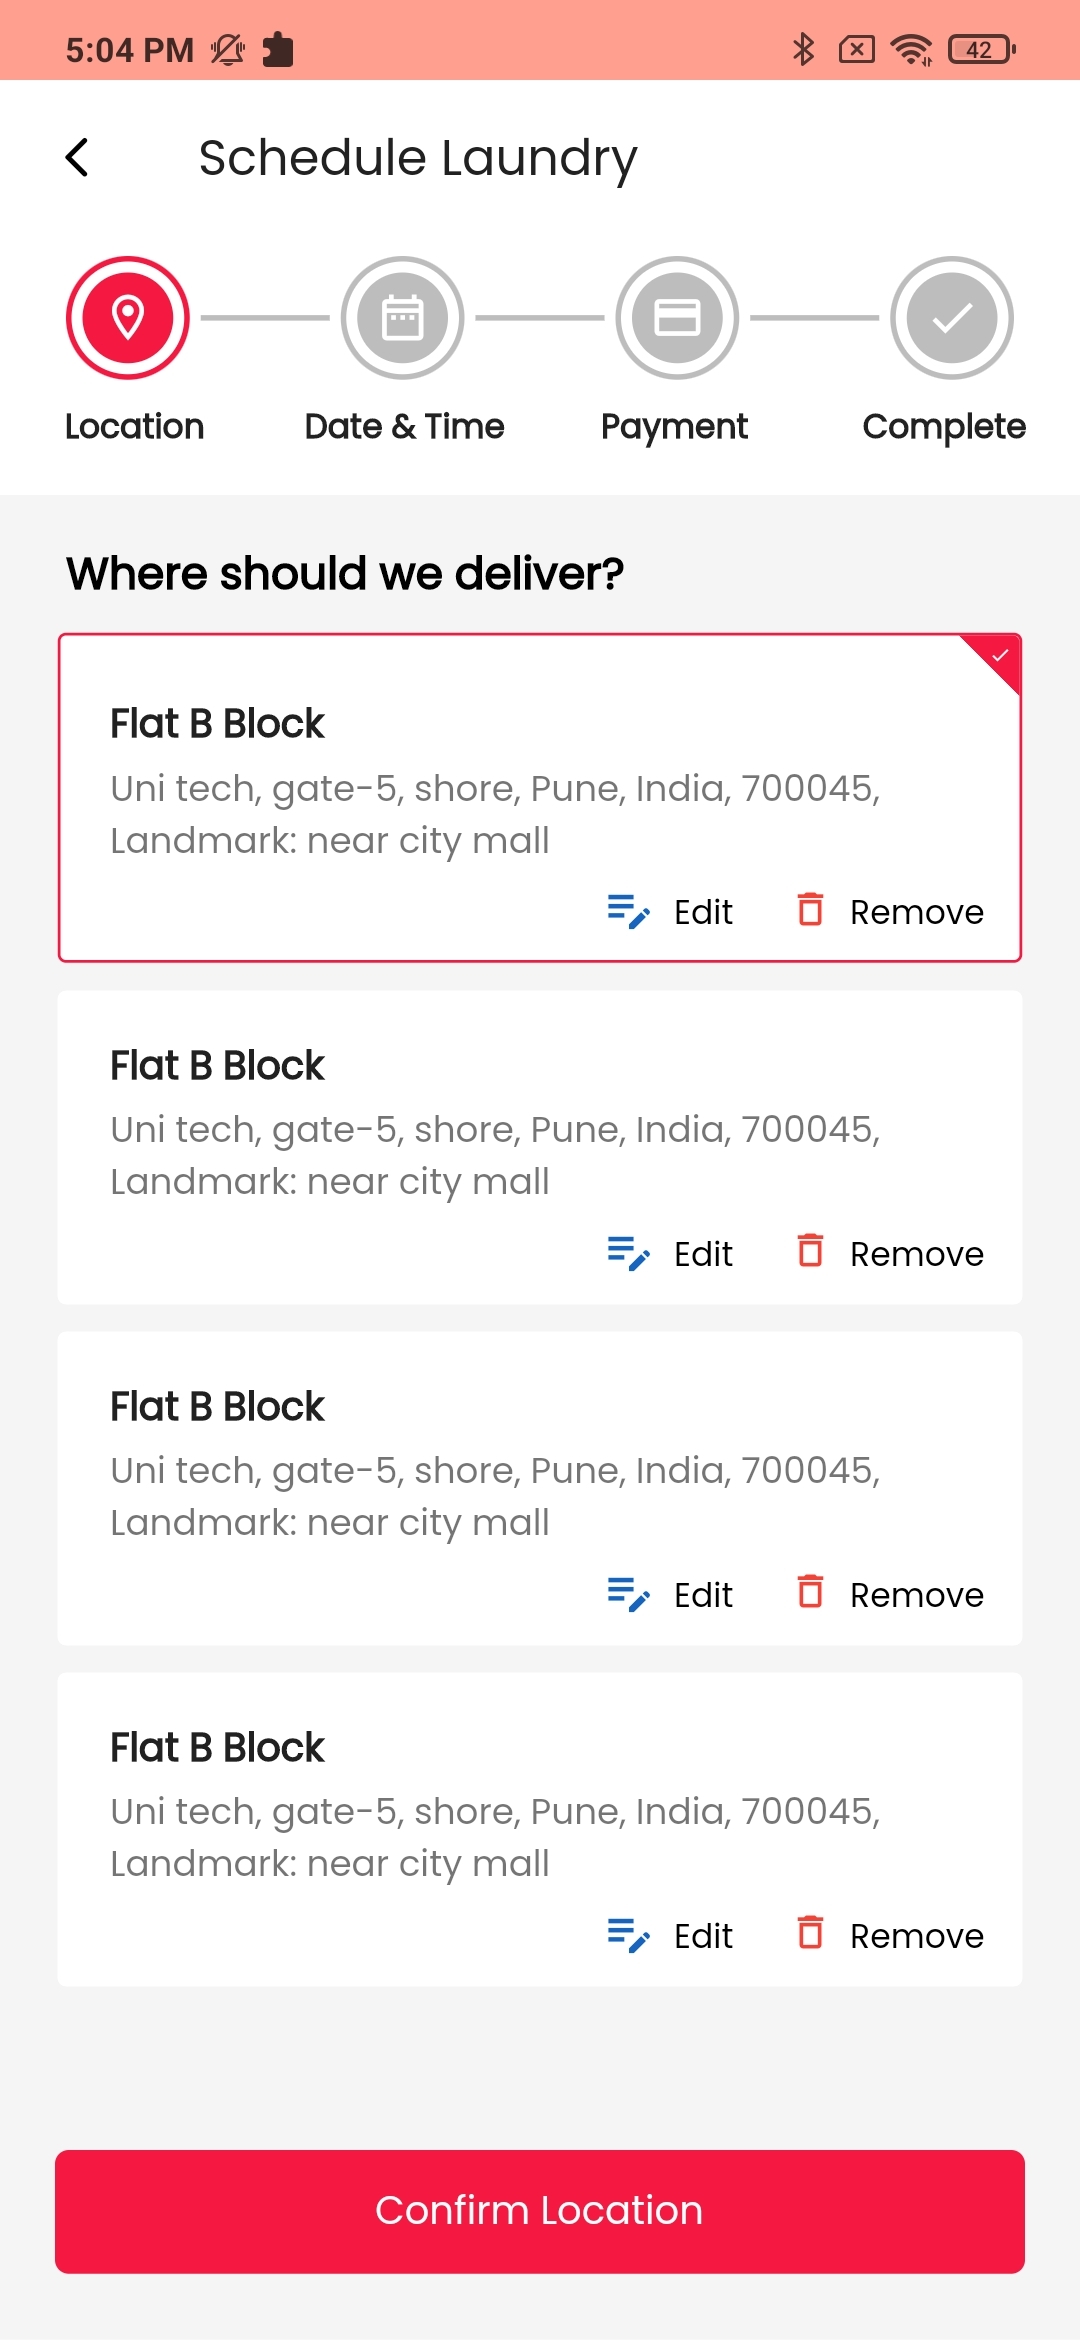 5:04 PM
42
Schedule Laundry
Location
Date & Time
Payment
Complete
Where should we deliver?
Flat B Block
Uni tech, gate-5, shore, Pune, India, 700045,
Landmark: near city mall
Edit
Remove
Flat B Block
Uni tech, gate-5, shore, Pune, India, 700045,
Landmark: near city mall
Edit
Remove
Flat B Block
Uni tech, gate-5, shore, Pune, India, 700045,
Landmark: near city mall
Edit
Remove
Flat B Block
Uni tech, gate-5, shore, Pune, India, 700045,
Landmark: near city mall
Edit
Remove
Confirm Location